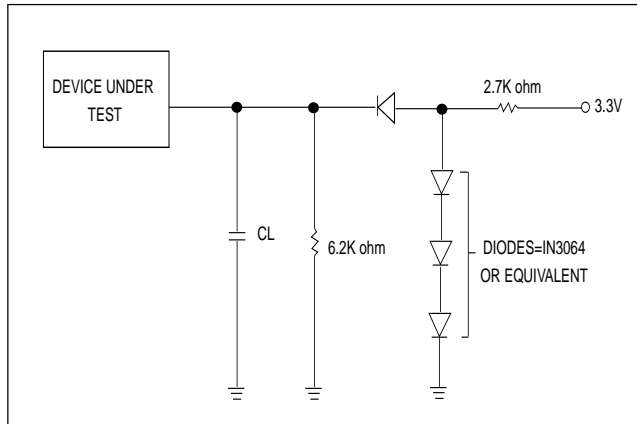 DEVICE UNDER
TEST
2.7K ohm
3.3V
CL
6.2K ohm
DIODES=IN3064
OR EQUIVALENT